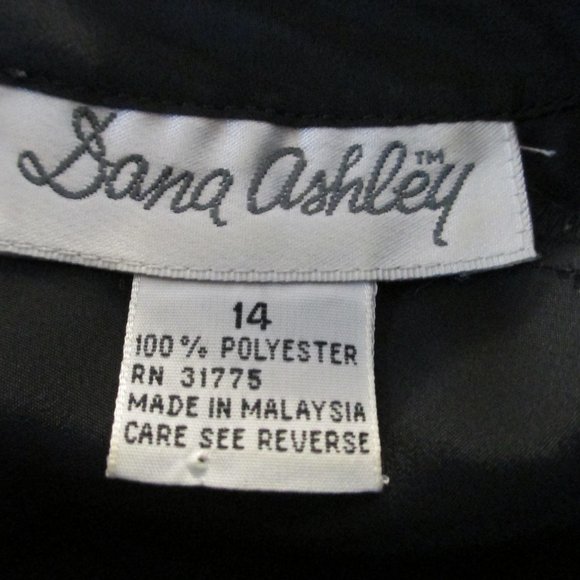 Dana Ashley™
14
100% POLYESTER
RN 31775
MADE IN MALAYSIA
CARE SEE REVERSE